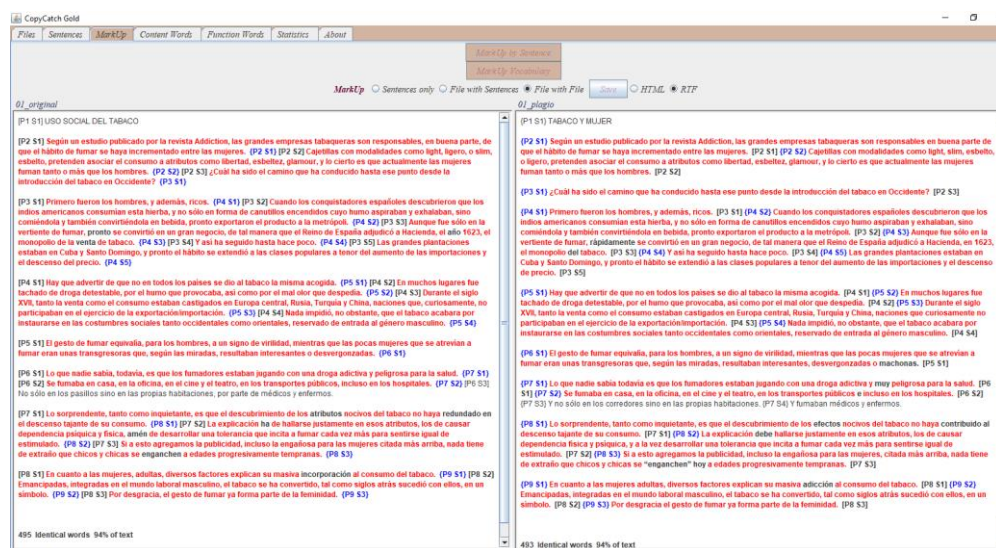 CopyCatch Gold
Files Sentences MarkUp Content Words Function Words Statistics About
MarkUp by Sentence
MarkUp Vocabulary
MarkUp Sentences only File with Sentences File with File Save HTML RTF
01_original
[P1 S1] USO SOCIAL DEL TABACO
[P2 S1] Según un estudio publicado por la revista Addiction, las grandes empresas tabaqueras son responsables, en buena parte, de
que el hábito de fumar se haya incrementado entre las mujeres. {P2 S1} [P2 S2] Cajetillas con modalidades como light, ligero, o slim,
esbelto, pretenden asociar el consumo a atributos como libertad, esbeltez, glamour, y lo cierto es que actualmente las mujeres
fuman tanto o más que los hombres. {P2 S2} [P2 S3] ¿Cuál ha sido el camino que ha conducido hasta ese punto desde la
introducción del tabaco en Occidente? {P3 S1}
[P3 S1] Primero fueron los hombres, y además, ricos. {P4 S1} [P3 S2] Cuando los conquistadores españoles descubrieron que los
indios americanos consumían esta hierba, y no sólo en forma de canutillos encendidos cuyo humo aspiraban y exhalaban, sino
comiéndola y también convirtiéndola en bebida, pronto exportaron el producto a la metrópoli. {P4 S2} [P3 S3] Aunque fue sólo en la
vertiente de fumar, pronto se convirtió en un gran negocio, de tal manera que el Reino de España adjudicó a Hacienda, el año 1623, el
monopolio de la venta de tabaco. {P4 S3} [P3 S4] Y así ha seguido hasta hace poco. {P4 S4} [P3 S5] Las grandes plantaciones
estaban en Cuba y Santo Domingo, y pronto el hábito se extendió a las clases populares a tenor del aumento de las importaciones y
el descenso del precio. {P4 S5}
[P4 S1] Hay que advertir de que no en todos los países se dio al tabaco la misma acogida. {P5 S1} [P4 S2] En muchos lugares fue
tachado de droga detestable, por el humo que provocaba, así como por el mal olor que despedía. {P5 S2} [P4 S3] Durante el siglo
XVII, tanto la venta como el consumo estaban castigados en Europa central, Rusia, Turquía y China, naciones que, curiosamente, no
participaban en el ejercicio de la exportación/importación. {P5 S3} [P4 S4] Nada impidió, no obstante, que el tabaco acabara por
instaurarse en las costumbres sociales tanto occidentales como orientales, reservado de entrada al género masculino. {P5 S4}
[P5 S1] El gesto de fumar equivalía, para los hombres, a un signo de virilidad, mientras que las pocas mujeres que se atrevían a
fumar eran unas transgresoras que, según las miradas, resultaban interesantes o desvergonzadas. {P6 S1}
[P6 S1] Lo que nadie sabía, todavía, es que los fumadores estaban jugando con una droga adictiva y peligrosa para la salud. {P7 S1}
[P6 S2] Se fumaba en casa, en la oficina, en el cine y el teatro, en los transportes públicos, incluso en los hospitales. {P7 S2} [P6 S3]
No sólo en los pasillos sino en las propias habitaciones, por parte de médicos y enfermos.
[P7 S1] Lo sorprendente, tanto como inquietante, es que el descubrimiento de los atributos nocivos del tabaco no haya redundado en
el descenso tajante de su consumo. {P8 S1} [P7 S2] La explicación ha de hallarse justamente en esos atributos, los de causar
dependencia psíquica y física, amén de desarrollar una tolerancia que incita a fumar cada vez más para sentirse igual de
estimulado. {P8 S2} [P7 S3] Si a esto agregamos la publicidad, incluso la engañosa para las mujeres citada más arriba, nada tiene
de extraño que chicos y chicas se enganchen a edades progresivamente tempranas. {P8 S3}
[P8 S1] En cuanto a las mujeres, adultas, diversos factores explican su masiva incorporación al consumo del tabaco. {P9 S1} [P8 S2]
Emancipadas, integradas en el mundo laboral masculino, el tabaco se ha convertido, tal como siglos atrás sucedió con ellos, en un
símbolo. {P9 S2} [P8 S3] Por desgracia, el gesto de fumar ya forma parte de la feminidad. {P9 S3}
495 Identical words 94% of text
01_plagio
[P1 S1] TABACO Y MUJER
{P2 S1} Según un estudio publicado por la revista Addiction, las grandes empresas tabaqueras son responsables en buena parte de
que el hábito de fumar se haya incrementado entre las mujeres. [P2 S1] {P2 S2} Cajetillas con modalidades como light, slim, esbelto,
o ligero, pretenden asociar el consumo a atributos como libertad, esbeltez, glamour, y lo cierto es que actualmente las mujeres
fuman tanto o más que los hombres. [P2 S2]
{P3 S1} ¿Cuál ha sido el camino que ha conducido hasta ese punto desde la introducción del tabaco en Occidente? [P2 S3]
{P4 S1} Primero fueron los hombres, y además, ricos. [P3 S1] {P4 S2} Cuando los conquistadores españoles descubrieron que los
indios americanos consumían esta hierba, y no sólo en forma de canutillos encendidos cuyo humo aspiraban y exhalaban, sino
comiéndola y también convirtiéndola en bebida, pronto exportaron el producto a la metrópoli. [P3 S2] {P4 S3} Aunque fue sólo en la
vertiente de fumar, rápidamente se convirtió en un gran negocio, de tal manera que el Reino de España adjudicó a Hacienda, en 1623,
el monopolio del tabaco. [P3 S3] {P4 S4} Y así ha seguido hasta hace poco. [P3 S4] {P4 S5} Las grandes plantaciones estaban en
Cuba y Santo Domingo, y pronto el hábito se extendió a las clases populares a tenor del aumento de las importaciones y el descenso
de precio. [P3 S5]
{P5 S1} Hay que advertir de que no en todos los países se dio al tabaco la misma acogida. [P4 S1] {P5 S2} En muchos lugares fue
tachado de droga detestable, por el humo que provocaba, así como por el mal olor que despedía. [P4 S2] {P5 S3} Durante el siglo
XVII, tanto la venta como el consumo estaban castigados en Europa central, Rusia, Turquía y China, naciones que curiosamente no
participaban en el ejercicio de la exportación/importación. [P4 S3] {P5 S4} Nada impidió, no obstante, que el tabaco acabara por
instaurarse en las costumbres sociales tanto occidentales como orientales, reservado de entrada al género masculino. [P4 S4]
{P6 S1} El gesto de fumar equivalía, para los hombres, a un signo de virilidad, mientras que las pocas mujeres que se atrevían a
fumar eran unas transgresoras que, según las miradas, resultaban interesantes, desvergonzadas o machonas. [P5 S1]
{P7 S1} Lo que nadie sabía todavía es que los fumadores estaban jugando con una droga adictiva y muy peligrosa para la salud. [P6
S1] {P7 S2} Se fumaba en casa, en la oficina, en el cine y el teatro, en los transportes públicos e incluso en los hospitales. [P6 S2]
[P7 S3] Y no sólo en los corredores sino en las propias habitaciones. [P7 S4] Y fumaban médicos y enfermos.
{P8 S1} Lo sorprendente, tanto como inquietante, es que el descubrimiento de los efectos nocivos del tabaco no haya contribuido al
descenso tajante de su consumo. [P7 S1] {P8 S2} La explicación debe hallarse justamente en esos atributos, los de causar
dependencia física y psíquica, y a la vez desarrollar una tolerancia que incita a fumar cada vez más para sentirse igual de
estimulado. [P7 S2] {P8 S3} Si a esto agregamos la publicidad, incluso la engañosa para las mujeres, citada más arriba, nada tiene
de extraño que chicos y chicas se “enganchen” hoy a edades progresivamente tempranas. [P7 S3]
{P9 S1} En cuanto a las mujeres adultas, diversos factores explican su masiva adicción al consumo del tabaco. [P8 S1] {P9 S2}
Emancipadas, integradas en el mundo laboral masculino, el tabaco se ha convertido, tal como siglos atrás sucedió con ellos, en un
símbolo. [P8 S2] {P9 S3} Por desgracia el gesto de fumar ya forma parte de la feminidad. [P8 S3]
493 Identical words 94% of text